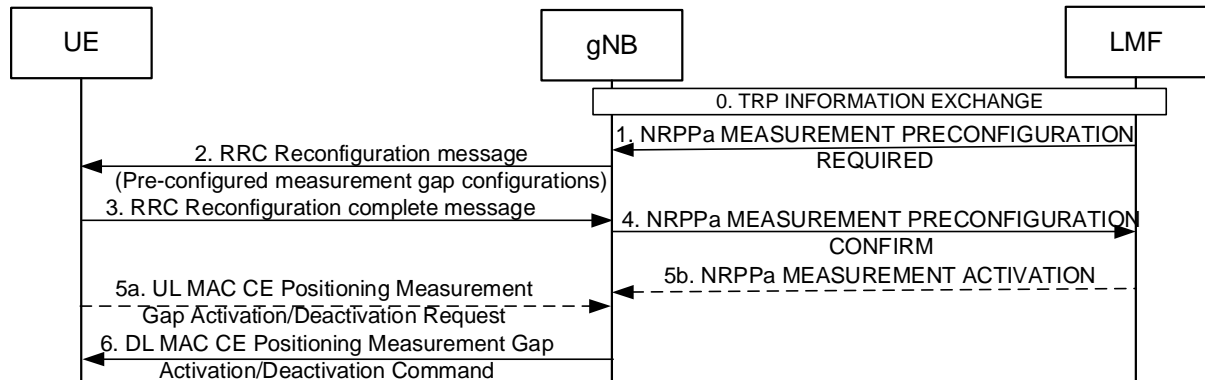 UE
gNB
LMF
0. TRP INFORMATION EXCHANGE
1. NRPPa MEASUREMENT PRECONFIGURATION
REQUIRED
2. RRC Reconfiguration message
(Pre-configured measurement gap configurations)
3. RRC Reconfiguration complete message
4. NRPPa MEASUREMENT PRECONFIGURATION
CONFIRM
5a. UL MAC CE Positioning Measurement
Gap Activation/Deactivation Request
5b. NRPPa MEASUREMENT ACTIVATION
6. DL MAC CE Positioning Measurement Gap
Activation/Deactivation Command